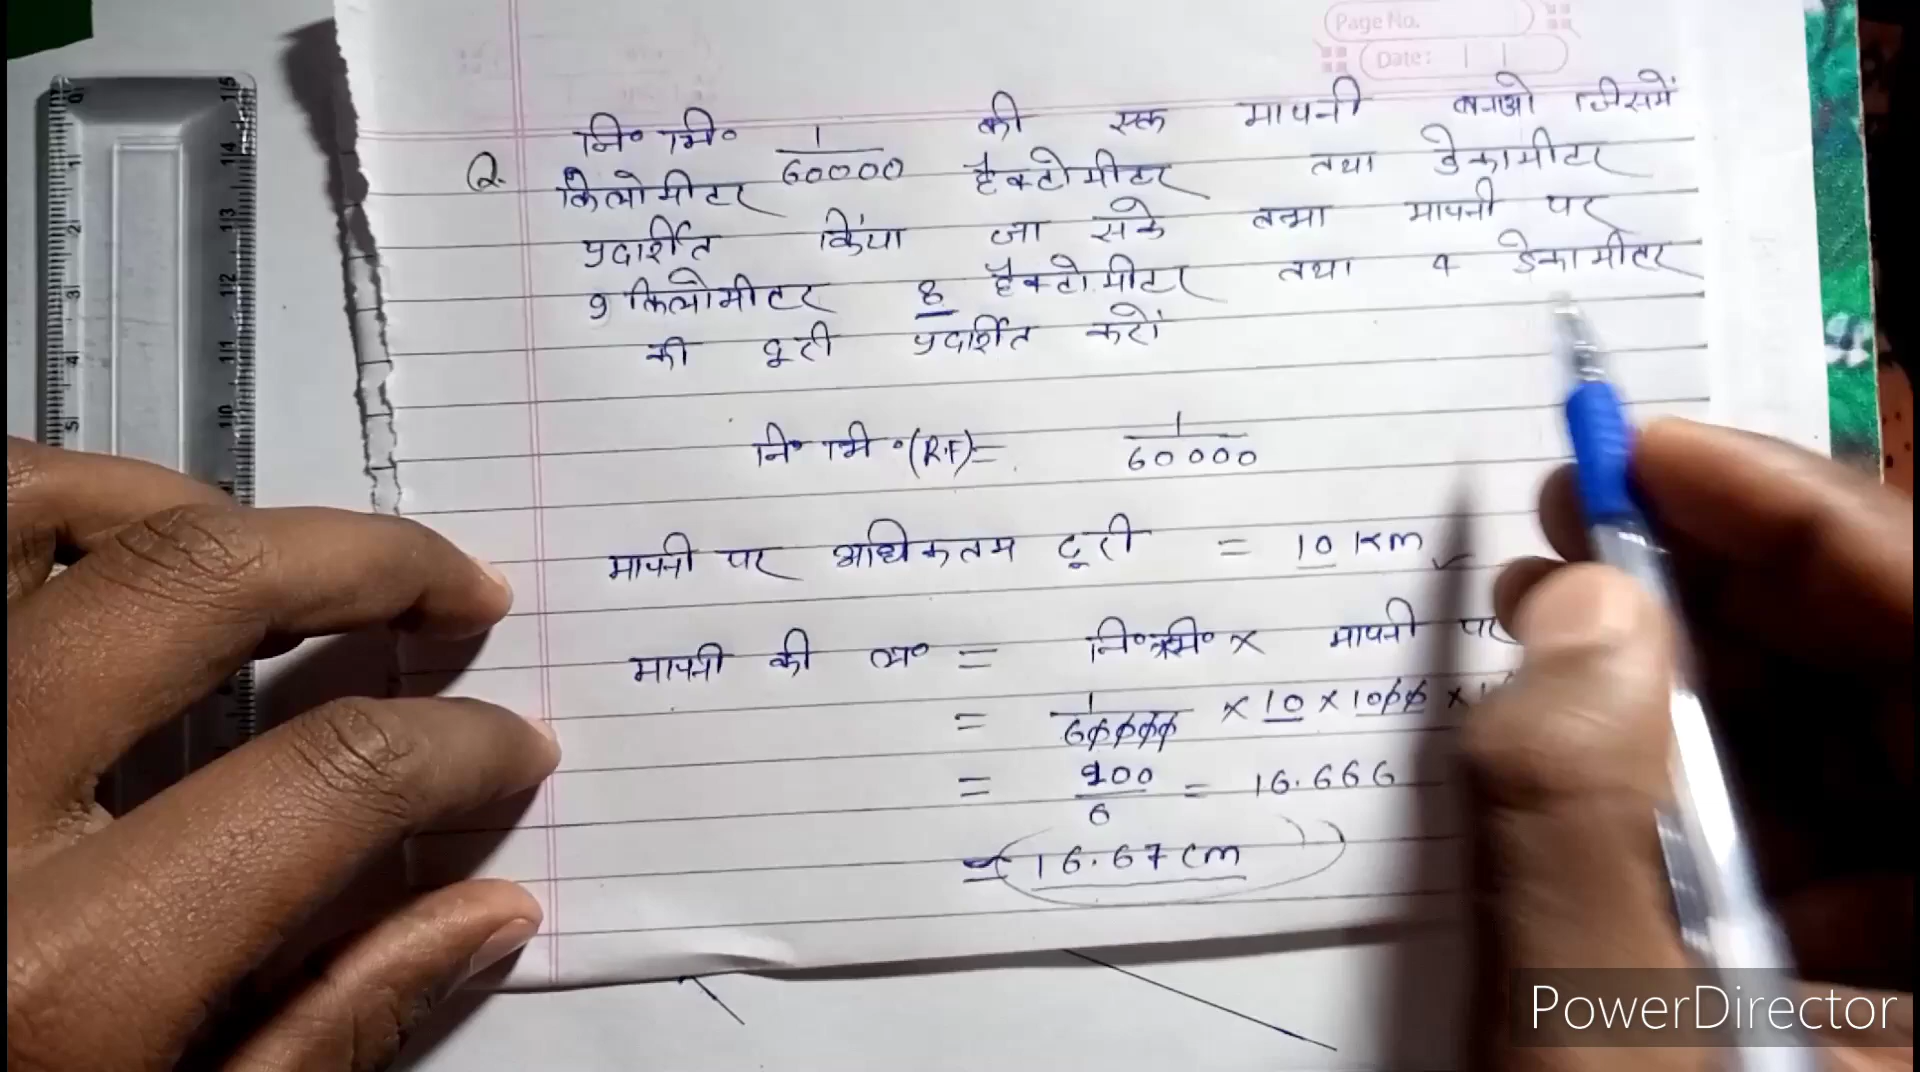 Page No.
Date:
Q. नि॰ भि॰ 1/60000 की एक मापनी बनाओ जिसमें
किलोमीटर हैक्टोमीटर तथा डेकामीटर
प्रदर्शित किया जा सके तन्मा मापनी पर
9 किलोमीटर 8 हैक्टोमीटर तथा 4 डेकामीटर
की दूरी प्रदर्शित करों
नि॰ भि॰ (R.F) = 1/60000
मापनी पर अधिकतम दूरी = 10 Km
मापनी की ल॰ = नि॰भि॰ × मापनी पर
= 1/60000 × 10 × 1000 ×
= 100/6 = 16.666
= 16.67 cm
PowerDirector